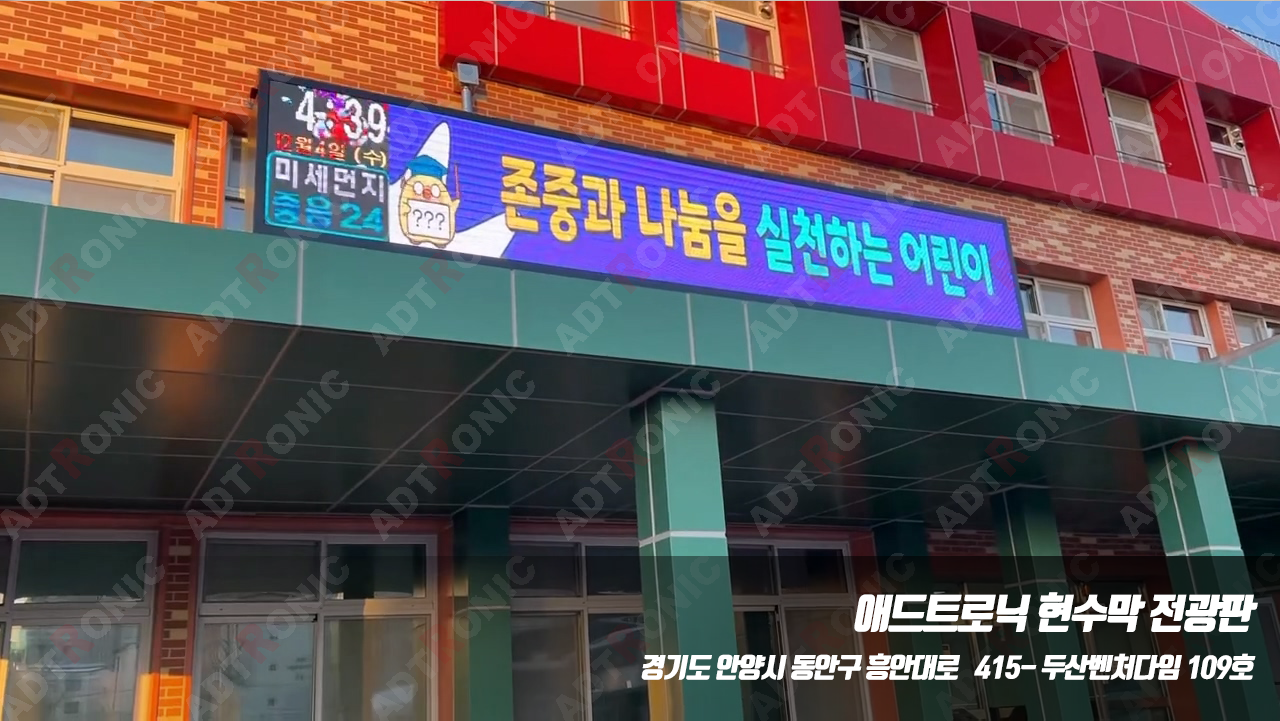 4:39
12월4일 (수)
미세먼지
좋음 24
???
존중과 나눔을 실천하는 어린이
애드트로닉 현수막 전광판
경기도 안양시 동안구 흥안대로 415- 두산벤처다임 109호
ADTRONIC